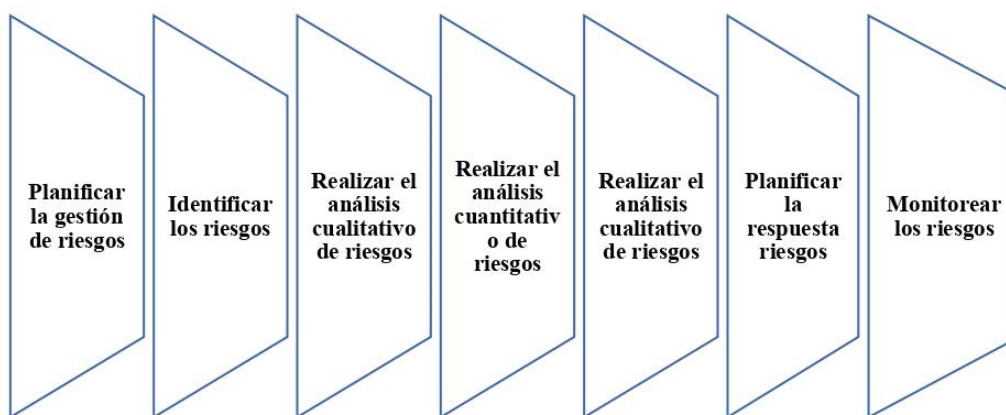 Planificar
la gestión
de riesgos
Identificar
los riesgos
Realizar el
análisis
cualitativo
de riesgos
Realizar el
análisis
cuantitativ
o de
riesgos
Realizar el
análisis
cualitativo
de riesgos
Planificar
la
respuesta
riesgos
Monitorear
los riesgos